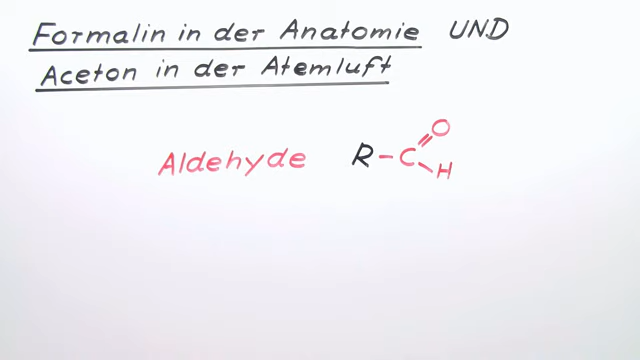 Formalin in der Anatomie UND
Aceton in der Atemluft
Aldehyde R-C=O
H